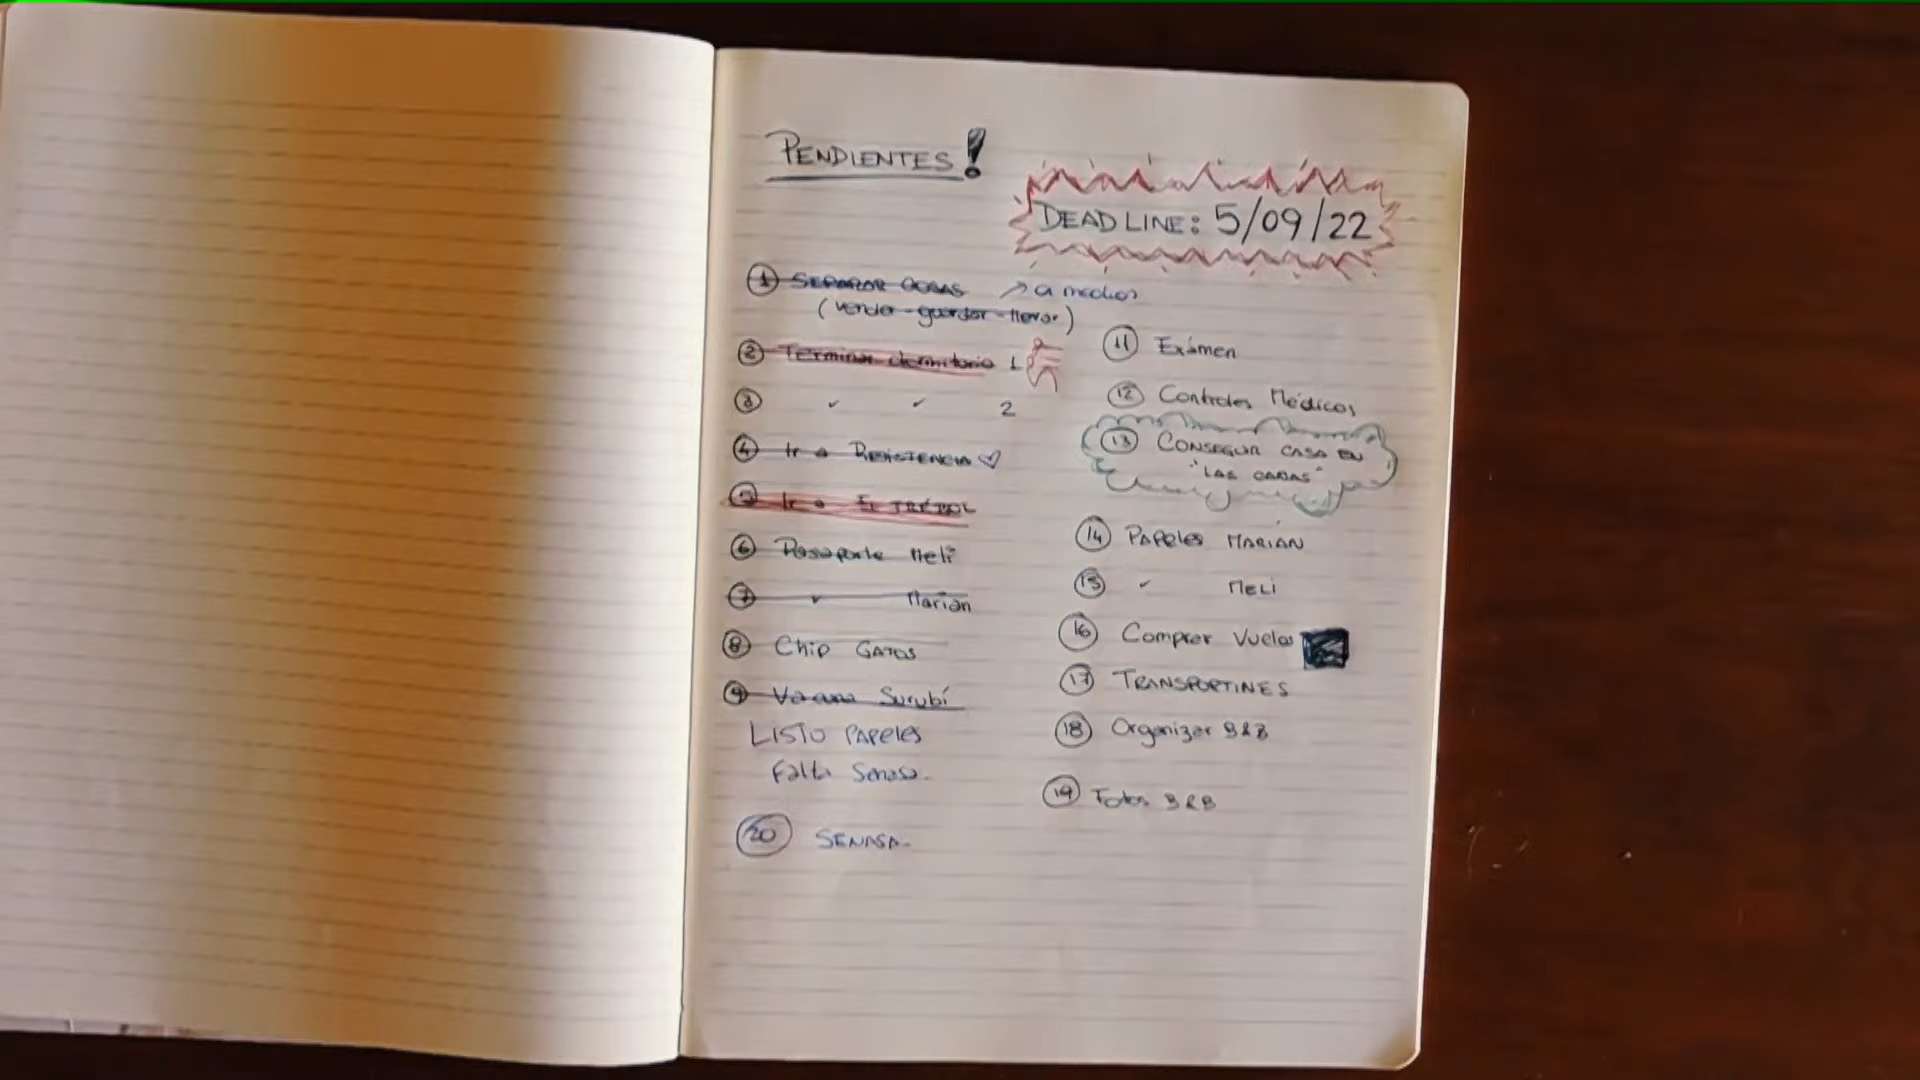 PENDIENTES!
DEADLINE: 5/09/22
1 SEPARAR COSAS → a medias
(vender - guardar - llevar)
2 Terminar dormitorio 1
3 ✓ ✓ 2
4 Ir a RESISTENCIA ♡
5 Ir a EL TRÉBOL
6 Pasaporte Meli
7 ✓ Marian
8 Chip GATOS
9 Vacuna Surubí
LISTO PAPELES
Falta Senasa.
20 SENASA.
11 Exámen
12 Controles Médicos
13 CONSEGUIR CASA EN
"LAS
14 PAPELES MARIAN
15 ✓ MELI
16 Comprar Vuelos
17 TRANSPORTINES
18 Organizar B&B
19 Fotos B&B